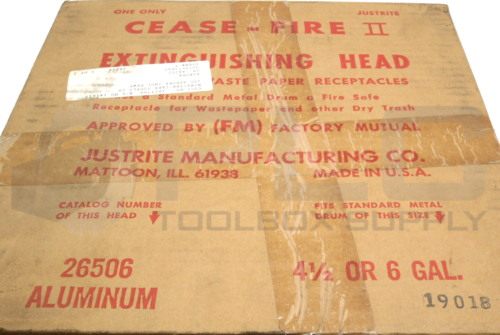 ONE ONLY JUSTRITE
CEASE-FIRE II
EXTINGUISHING HEAD
WASTE PAPER RECEPTACLES
Standard Metal Drum a Fire Safe
Receptacle for Wastepaper and other Dry Trash
APPROVED BY (FM) FACTORY MUTUAL
JUSTRITE MANUFACTURING CO.
MATTOON, ILL. 61938 MADE IN U.S.A.
TOOLBOX SUPPLY
CATALOG NUMBER
OF THIS HEAD
FITS STANDARD METAL
DRUM OF THIS SIZE
26506
ALUMINUM
4½ OR 6 GAL.
19018